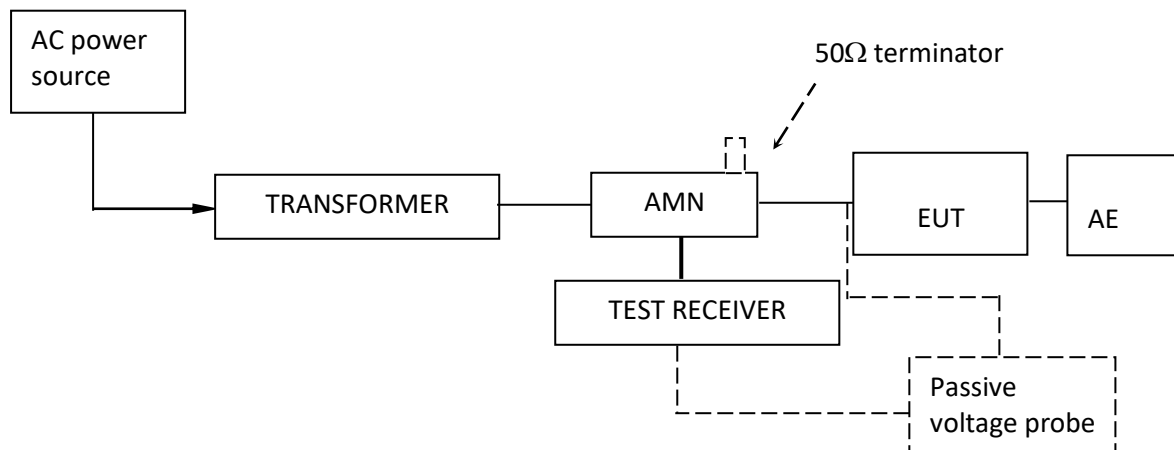 AC power
source
50Ω terminator
TRANSFORMER
AMN
EUT
AE
TEST RECEIVER
Passive
voltage probe